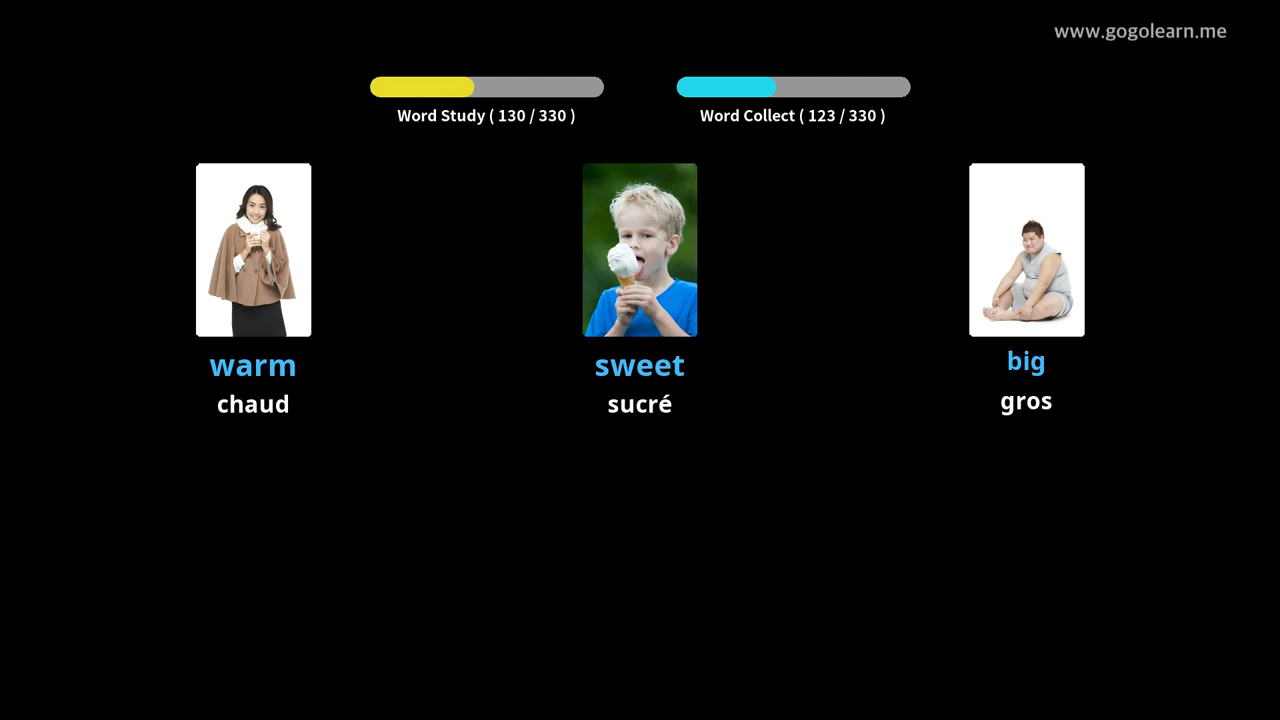 www.gogolearn.me
Word Study ( 130 / 330 )
Word Collect ( 123 / 330 )
warm
chaud
sweet
sucré
big
gros